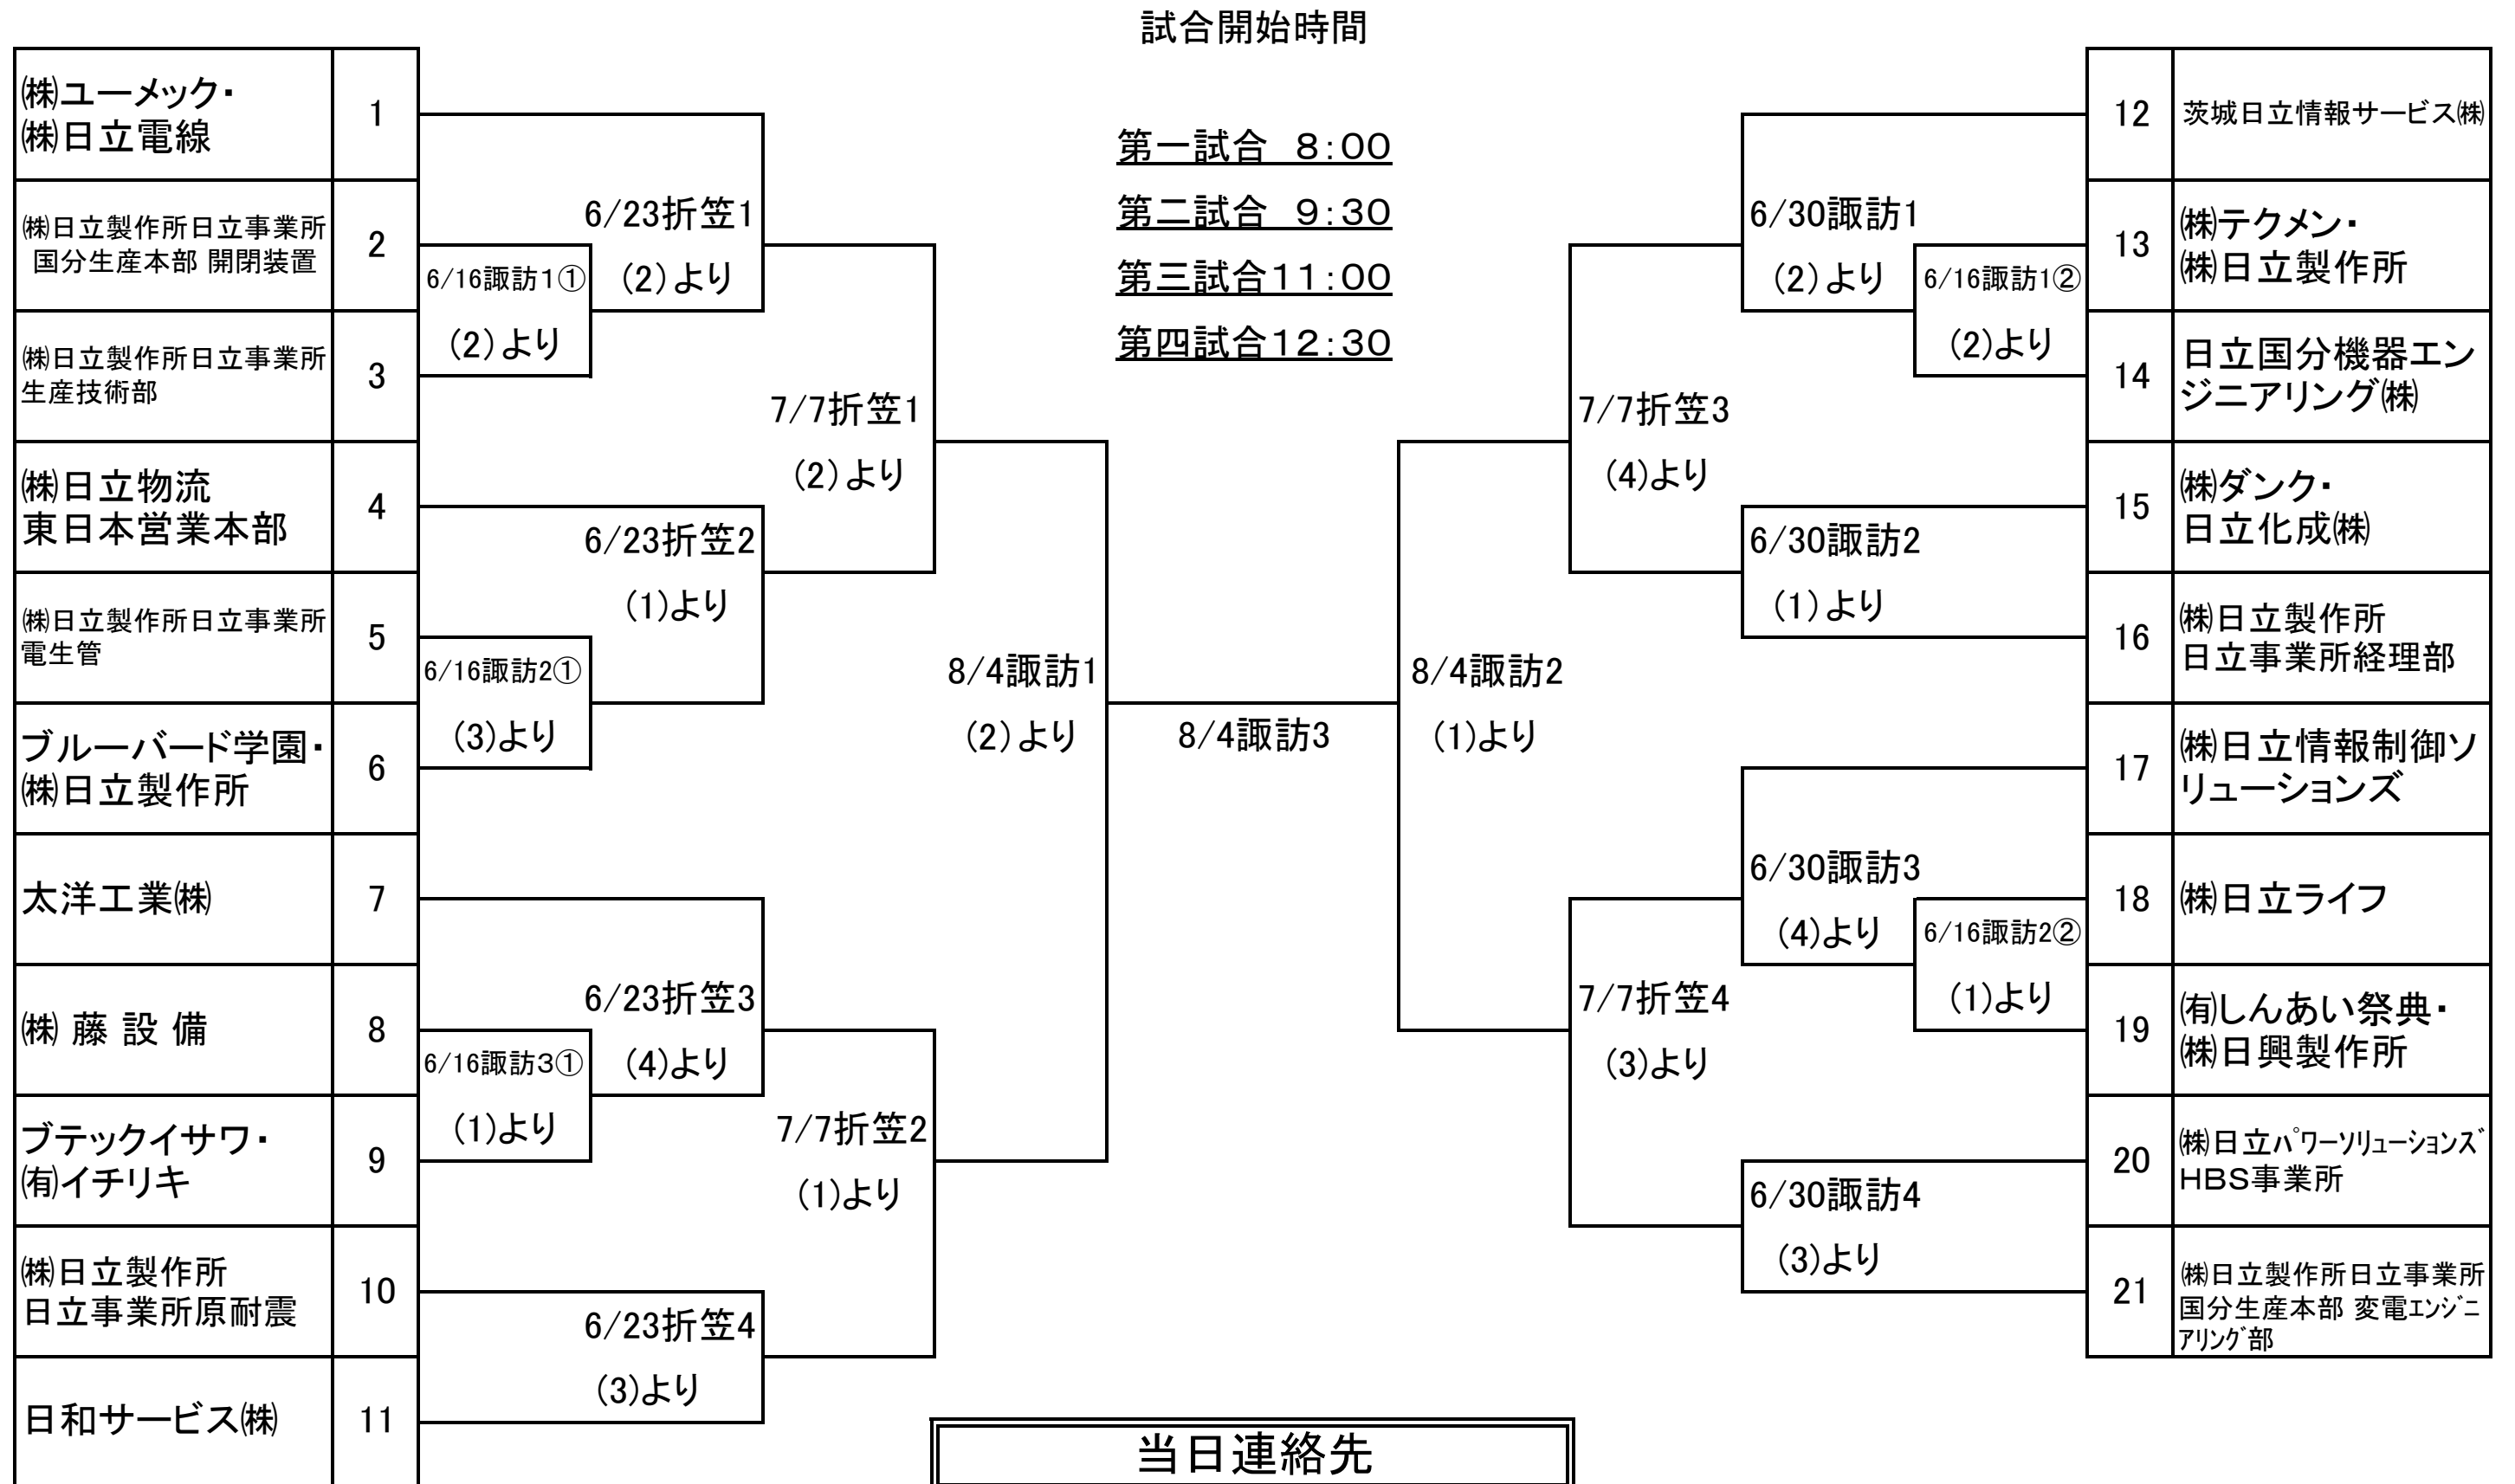 試合開始時間
第一試合　8:00
第二試合　9:30
第三試合11:00
第四試合12:30
㈱ユーメック・
㈱日立電線
1
㈱日立製作所日立事業所
国分生産本部 開閉装置
2
㈱日立製作所日立事業所
生産技術部
3
㈱日立物流
東日本営業本部
4
㈱日立製作所日立事業所
電生管
5
ブルーバード学園・
㈱日立製作所
6
太洋工業㈱
7
㈱ 藤 設 備
8
ブテックイサワ・
㈲イチリキ
9
㈱日立製作所
日立事業所原耐震
10
日和サービス㈱
11
6/16諏訪1①
(2)より
6/16諏訪2①
(3)より
6/16諏訪3①
(1)より
6/23折笠1
(2)より
6/23折笠2
(1)より
6/23折笠3
(4)より
6/23折笠4
(3)より
7/7折笠1
(2)より
7/7折笠2
(1)より
8/4諏訪1
(2)より
8/4諏訪3
8/4諏訪2
(1)より
7/7折笠3
(4)より
7/7折笠4
(3)より
6/30諏訪1
(2)より
6/30諏訪2
(1)より
6/30諏訪3
(4)より
6/30諏訪4
(3)より
6/16諏訪1②
(2)より
6/16諏訪2②
(1)より
12
茨城日立情報サービス㈱
13
㈱テクメン・
㈱日立製作所
14
日立国分機器エン
ジニアリング㈱
15
㈱ダンク・
日立化成㈱
16
㈱日立製作所
日立事業所経理部
17
㈱日立情報制御ソ
リューションズ
18
㈱日立ライフ
19
㈲しんあい祭典・
㈱日興製作所
20
㈱日立ﾊﾟﾜｰソリューションズ
HBS事業所
21
㈱日立製作所日立事業所
国分生産本部 変電ｴﾝｼﾞﾆ
ｱﾘﾝｸﾞ部
当日連絡先